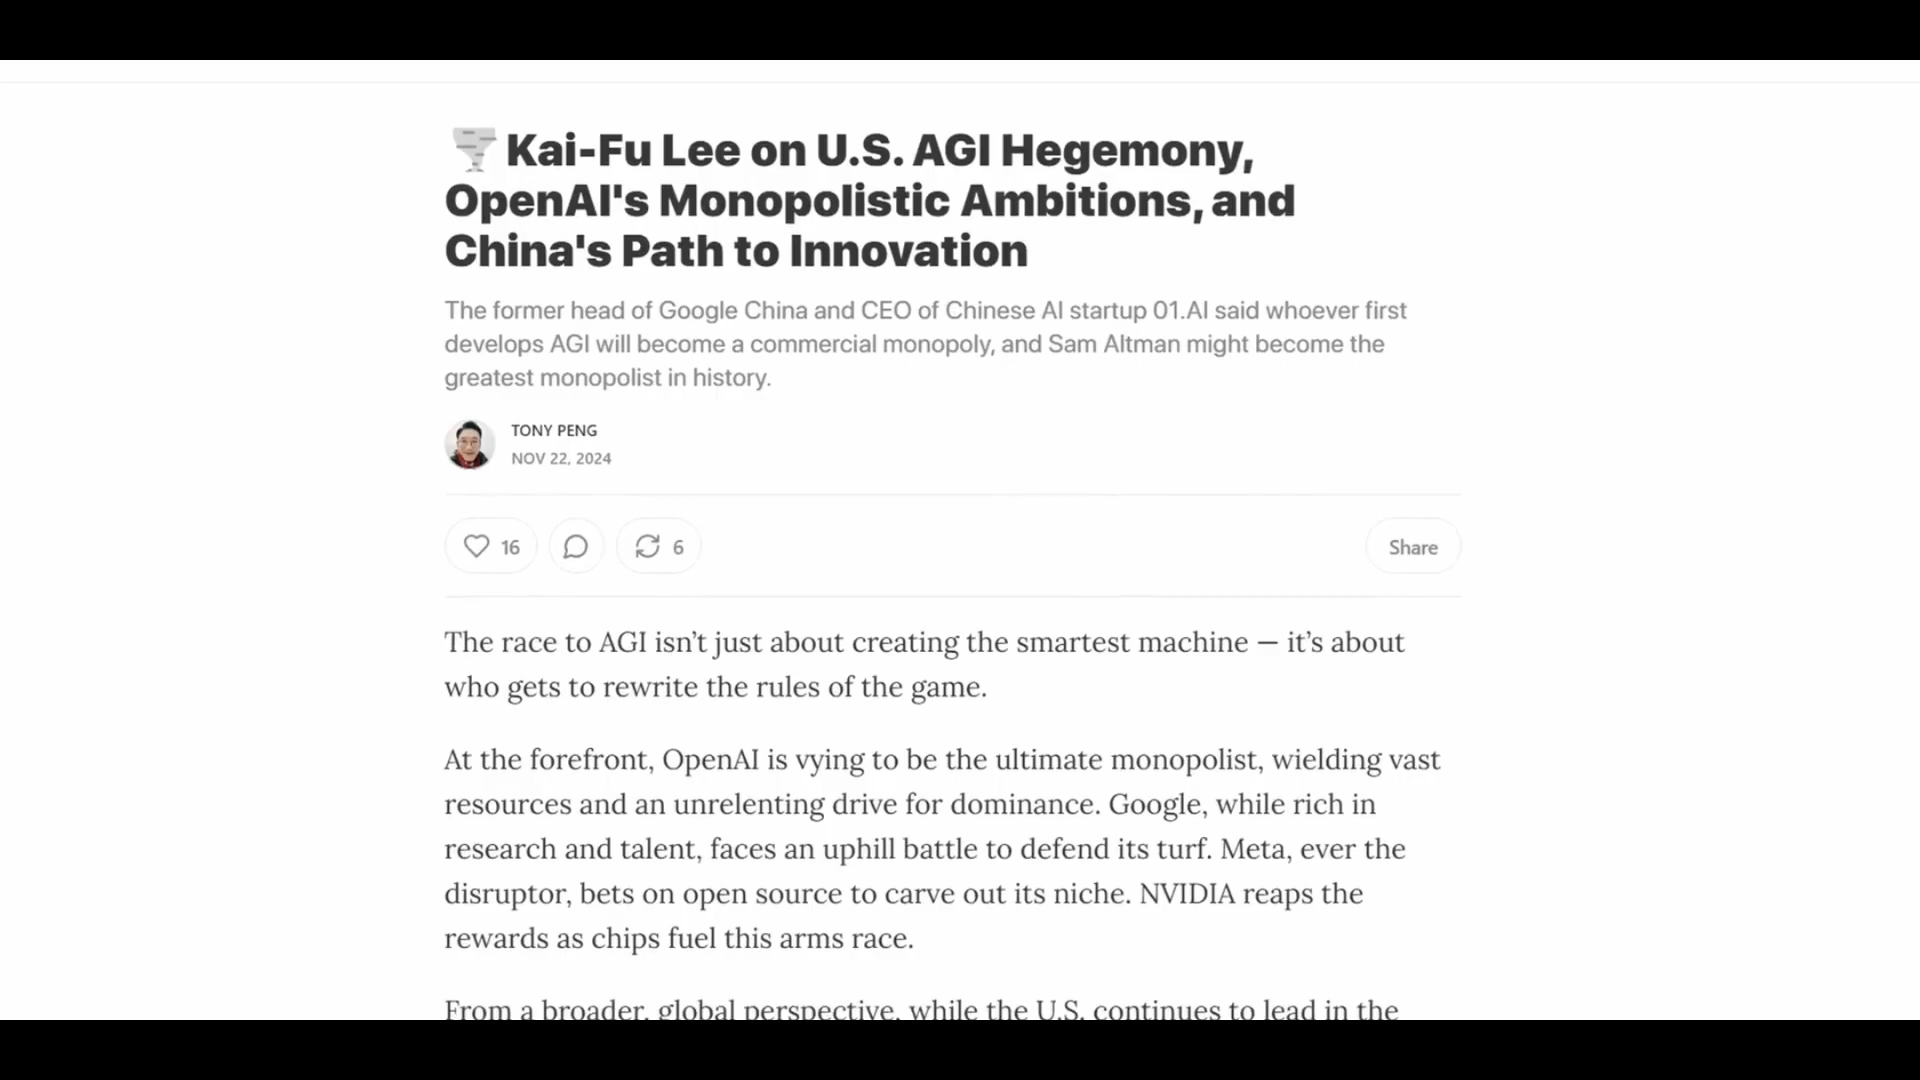 Kai-Fu Lee on U.S. AGI Hegemony,
OpenAI's Monopolistic Ambitions, and
China's Path to Innovation
The former head of Google China and CEO of Chinese AI startup 01.AI said whoever first
develops AGI will become a commercial monopoly, and Sam Altman might become the
greatest monopolist in history.
TONY PENG
NOV 22, 2024
16
6
Share
The race to AGI isn’t just about creating the smartest machine — it’s about
who gets to rewrite the rules of the game.
At the forefront, OpenAI is vying to be the ultimate monopolist, wielding vast
resources and an unrelenting drive for dominance. Google, while rich in
research and talent, faces an uphill battle to defend its turf. Meta, ever the
disruptor, bets on open source to carve out its niche. NVIDIA reaps the
rewards as chips fuel this arms race.
From a broader, global perspective, while the U.S. continues to lead in the